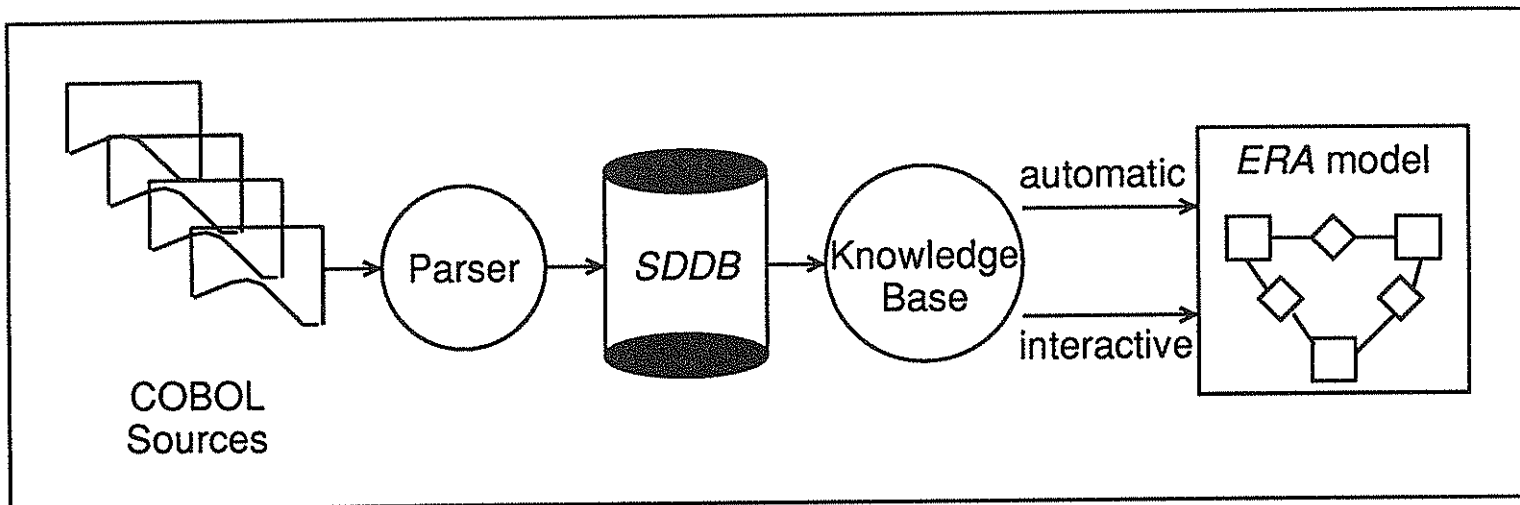 COBOL
Sources
Parser
SDDB
Knowledge
Base
automatic
interactive
ERA model